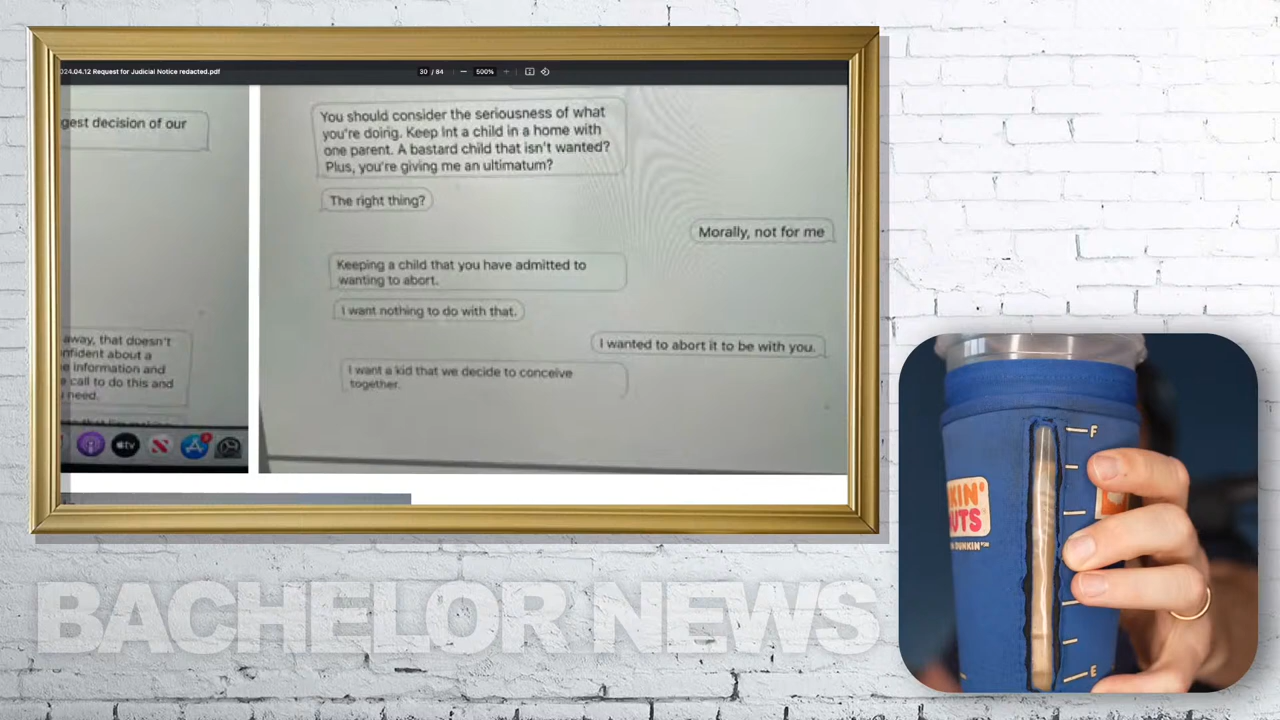 024.04.12 Request for Judicial Notice redacted.pdf
30 / 84
500%
gest decision of our
away, that doesn't
nfident about a
e information and
e call to do this and
need.
tv
You should consider the seriousness of what
you're doing. Keep Int a child in a home with
one parent. A bastard child that isn't wanted?
Plus, you're giving me an ultimatum?
The right thing?
Morally, not for me
Keeping a child that you have admitted to
wanting to abort.
I want nothing to do with that.
I wanted to abort it to be with you.
I want a kid that we decide to conceive
together.
BACHELOR NEWS
F
KIN'
UTS
DUNKIN'
E